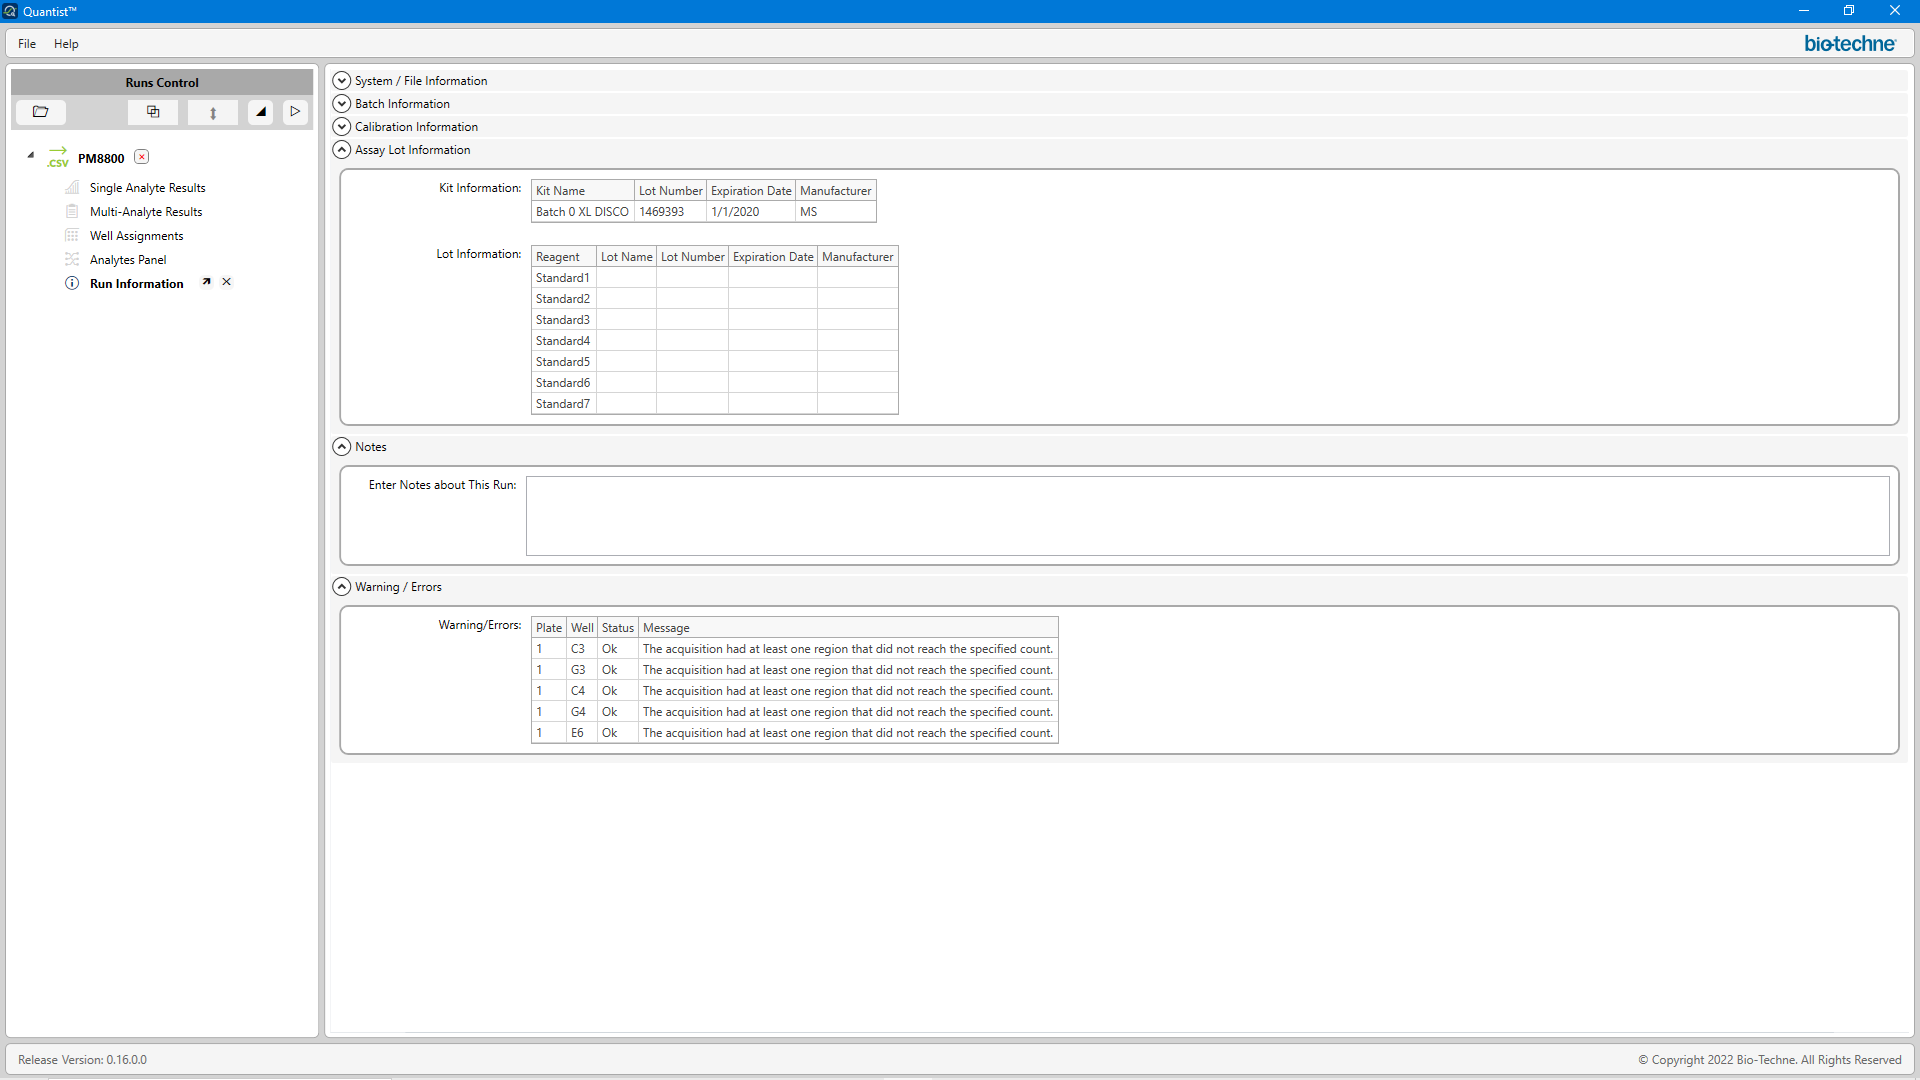 Quantist™
File Help
bio-techne
Runs Control
.CSV PM8800
Single Analyte Results
Multi-Analyte Results
Well Assignments
Analytes Panel
Run Information
System / File Information
Batch Information
Calibration Information
Assay Lot Information
Kit Information:
Kit Name Lot Number Expiration Date Manufacturer
Batch 0 XL DISCO 1469393 1/1/2020 MS
Lot Information:
Reagent Lot Name Lot Number Expiration Date Manufacturer
Standard1
Standard2
Standard3
Standard4
Standard5
Standard6
Standard7
Notes
Enter Notes about This Run:
Warning / Errors
Warning/Errors:
Plate Well Status Message
1 C3 Ok The acquisition had at least one region that did not reach the specified count.
1 G3 Ok The acquisition had at least one region that did not reach the specified count.
1 C4 Ok The acquisition had at least one region that did not reach the specified count.
1 G4 Ok The acquisition had at least one region that did not reach the specified count.
1 E6 Ok The acquisition had at least one region that did not reach the specified count.
Release Version: 0.16.0.0
© Copyright 2022 Bio-Techne. All Rights Reserved